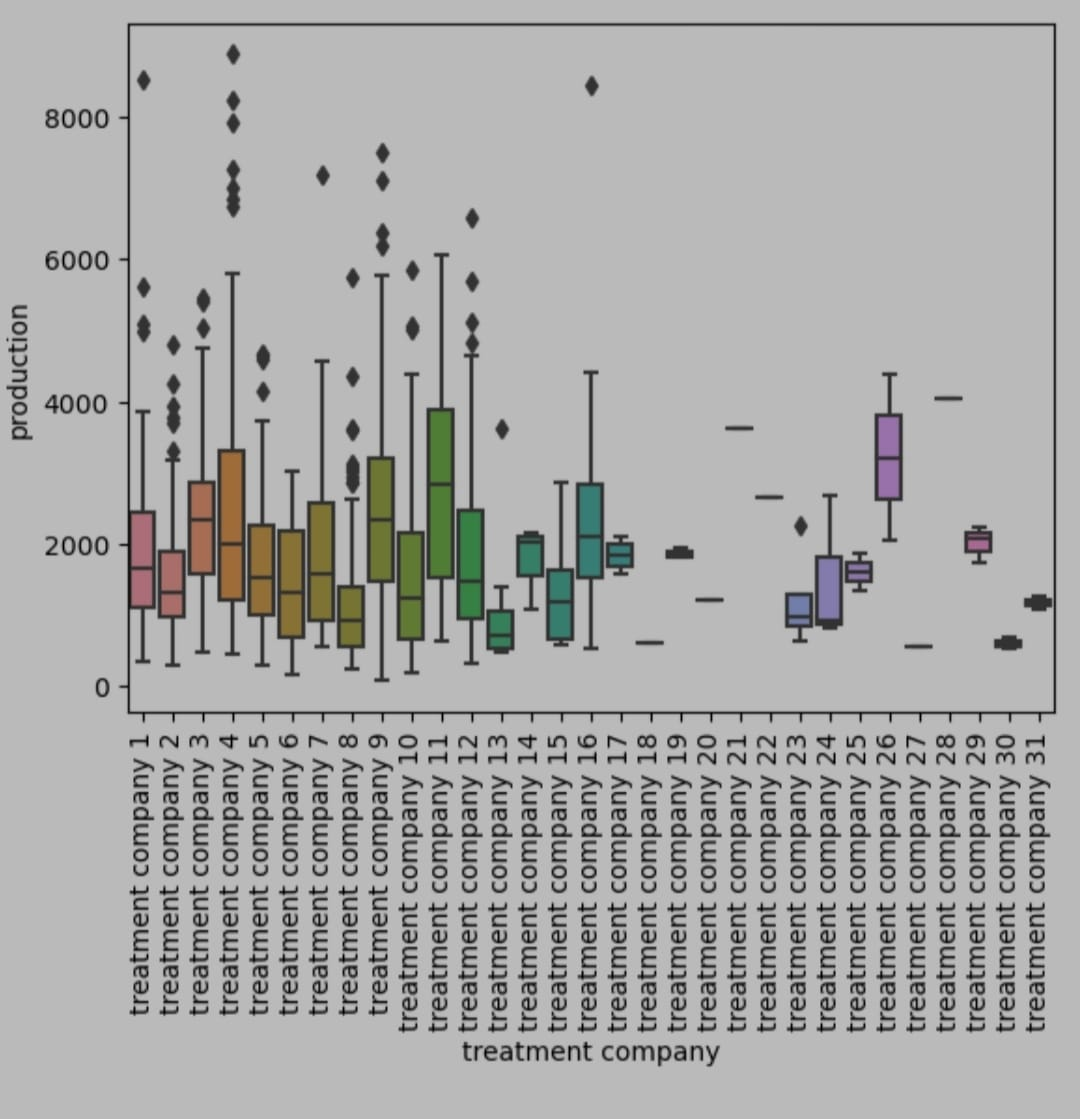 8000
6000
4000
2000
0
production
treatment company 1
treatment company 2
treatment company 3
treatment company 4
treatment company 5
treatment company 6
treatment company 7
treatment company 8
treatment company 9
treatment company 10
treatment company 11
treatment company 12
treatment company 13
treatment company 14
treatment company 15
treatment company 16
treatment company 17
treatment company 18
treatment company 19
treatment company 20
treatment company 21
treatment company 22
treatment company 23
treatment company 24
treatment company 25
treatment company 26
treatment company 27
treatment company 28
treatment company 29
treatment company 30
treatment company 31
treatment company